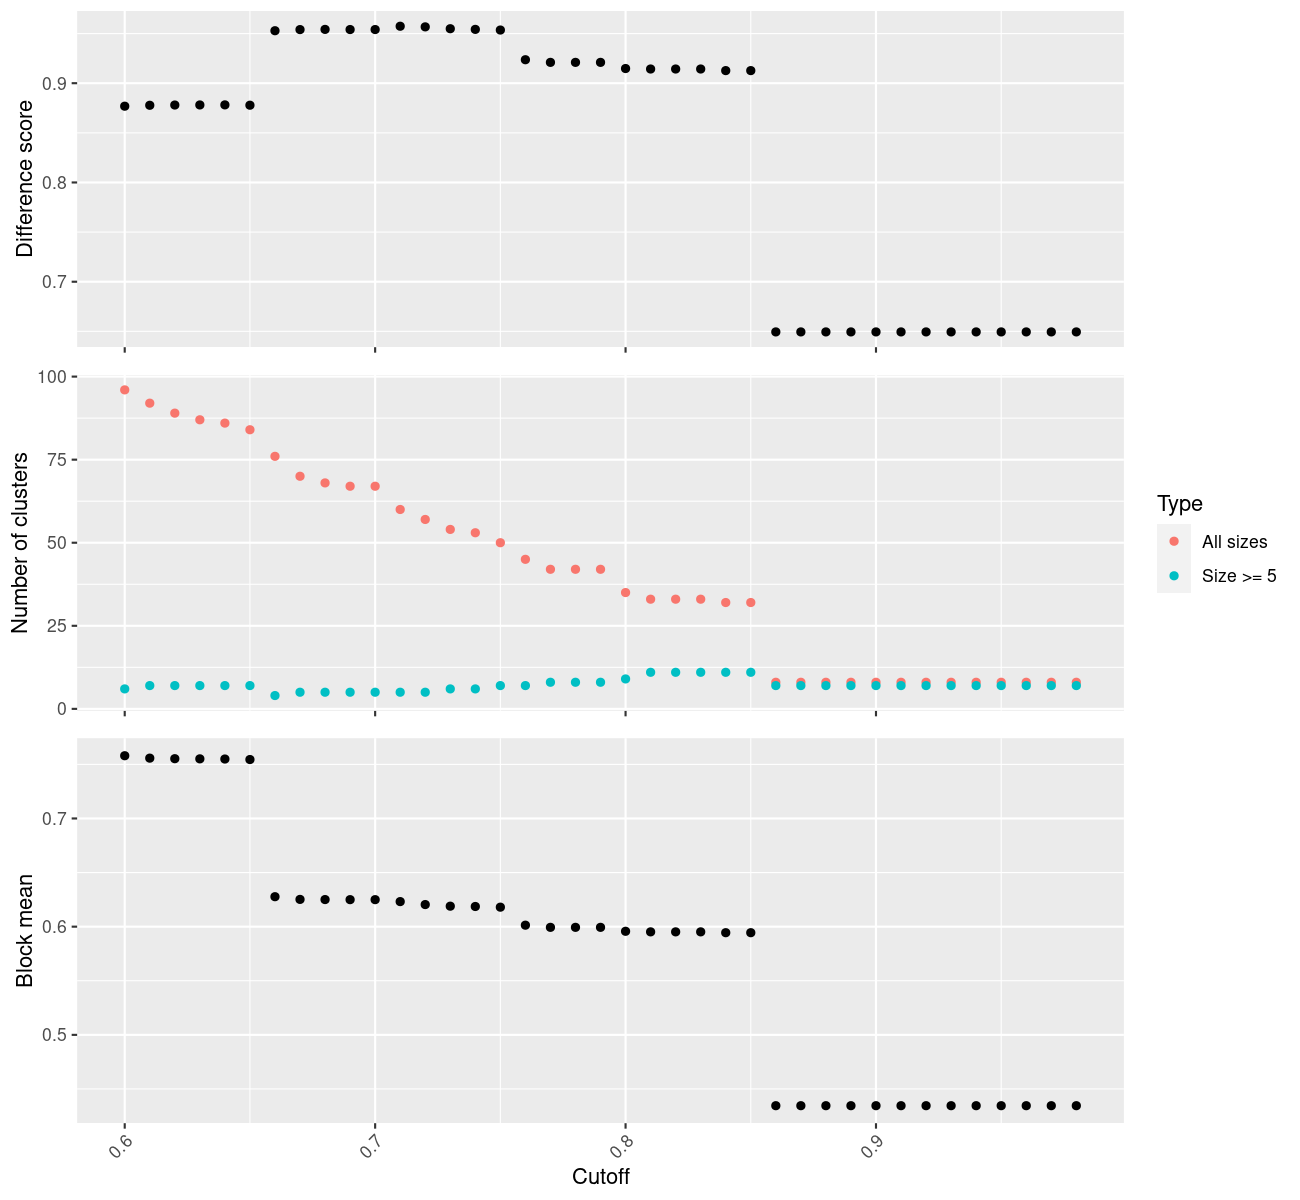 Difference score
0.9
0.8
0.7
Number of clusters
100
75
50
25
0
Type
All sizes
Size >= 5
Block mean
0.7
0.6
0.5
0.6
0.7
0.8
0.9
Cutoff